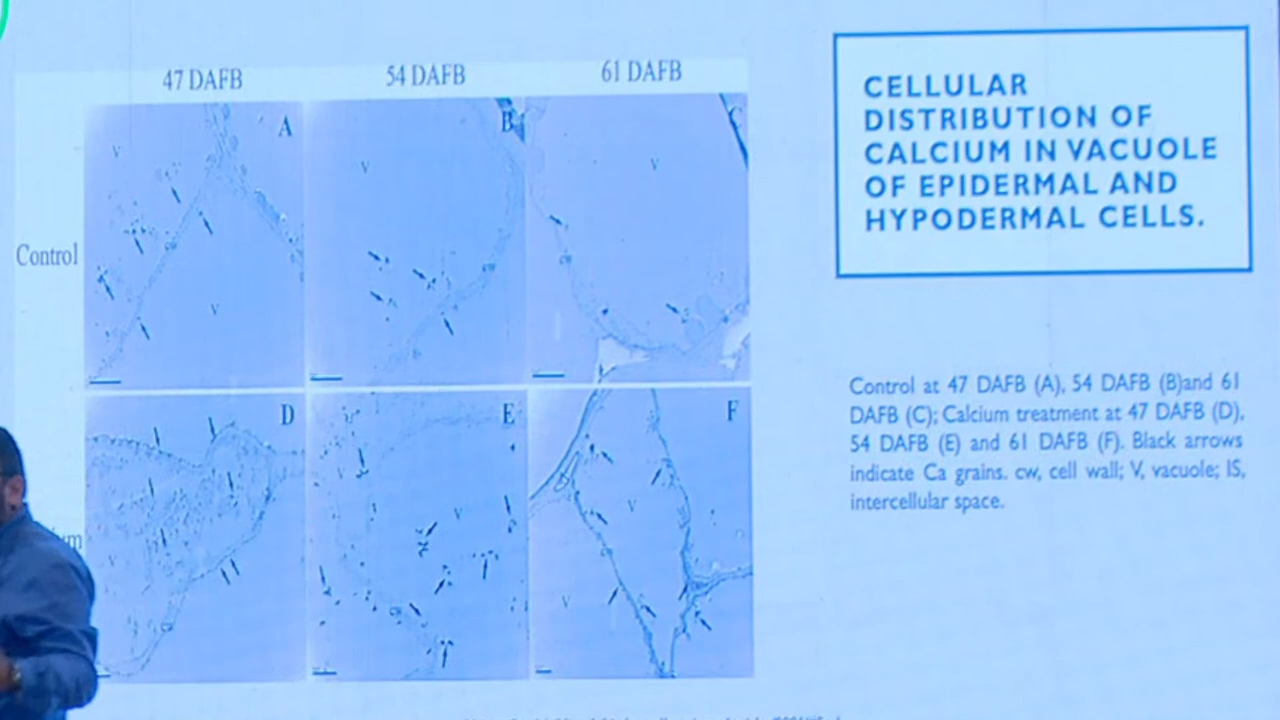 47 DAFB
54 DAFB
61 DAFB
CELLULAR
DISTRIBUTION OF
CALCIUM IN VACUOLE
OF EPIDERMAL AND
HYPODERMAL CELLS.
A
B
C
V
V
V
V
Control
Control at 47 DAFB (A), 54 DAFB (B)and 61
DAFB (C); Calcium treatment at 47 DAFB (D),
54 DAFB (E) and 61 DAFB (F). Black arrows
indicate Ca grains. cw, cell wall; V, vacuole; IS,
intercellular space.
D
E
F
V
V
V
V